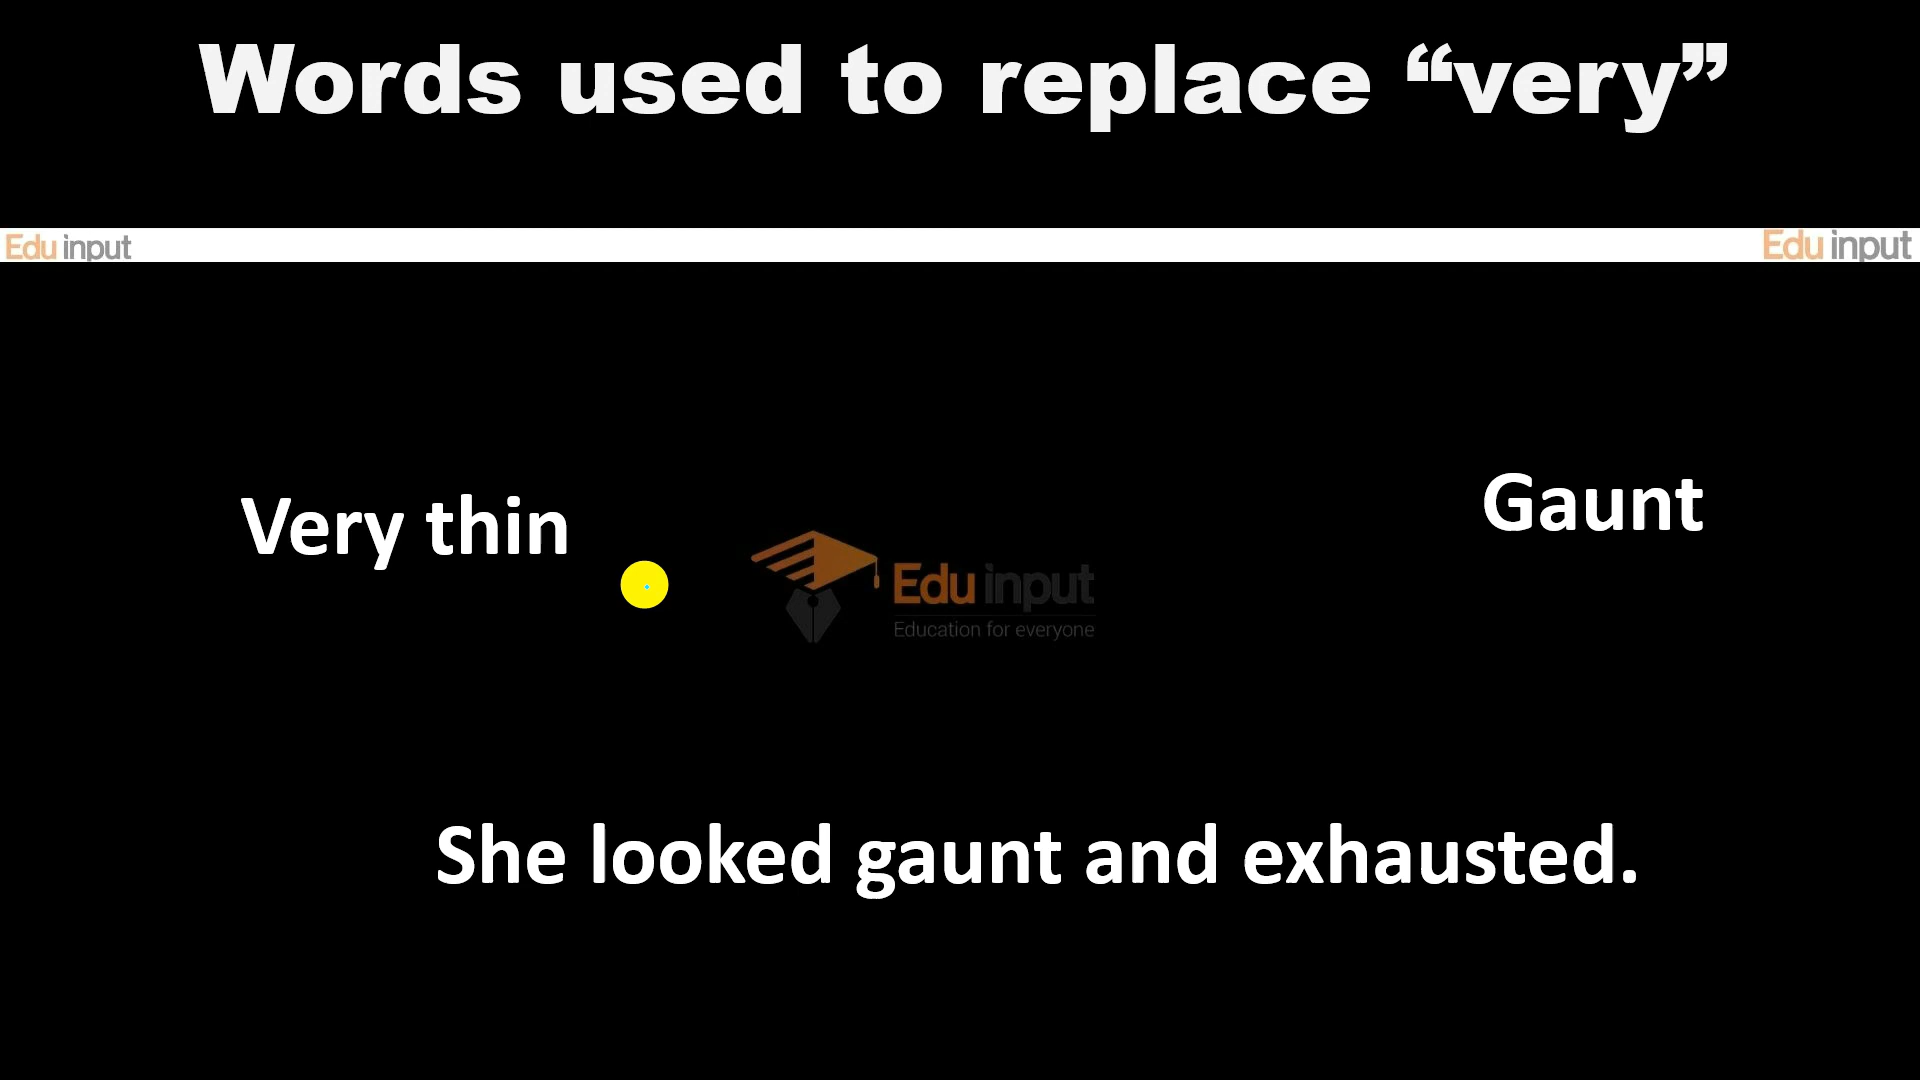 Words used to replace “very”
Edu input
Edu input
Very thin
Gaunt
Edu input
Education for everyone
She looked gaunt and exhausted.